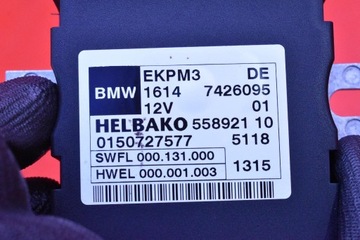 EKPM3 DE
BMW 1614 7426095
12V 01
HELBAKO 558921 10
0150727577 5118
SWFL 000.131.000
HWEL 000.001.003 1315